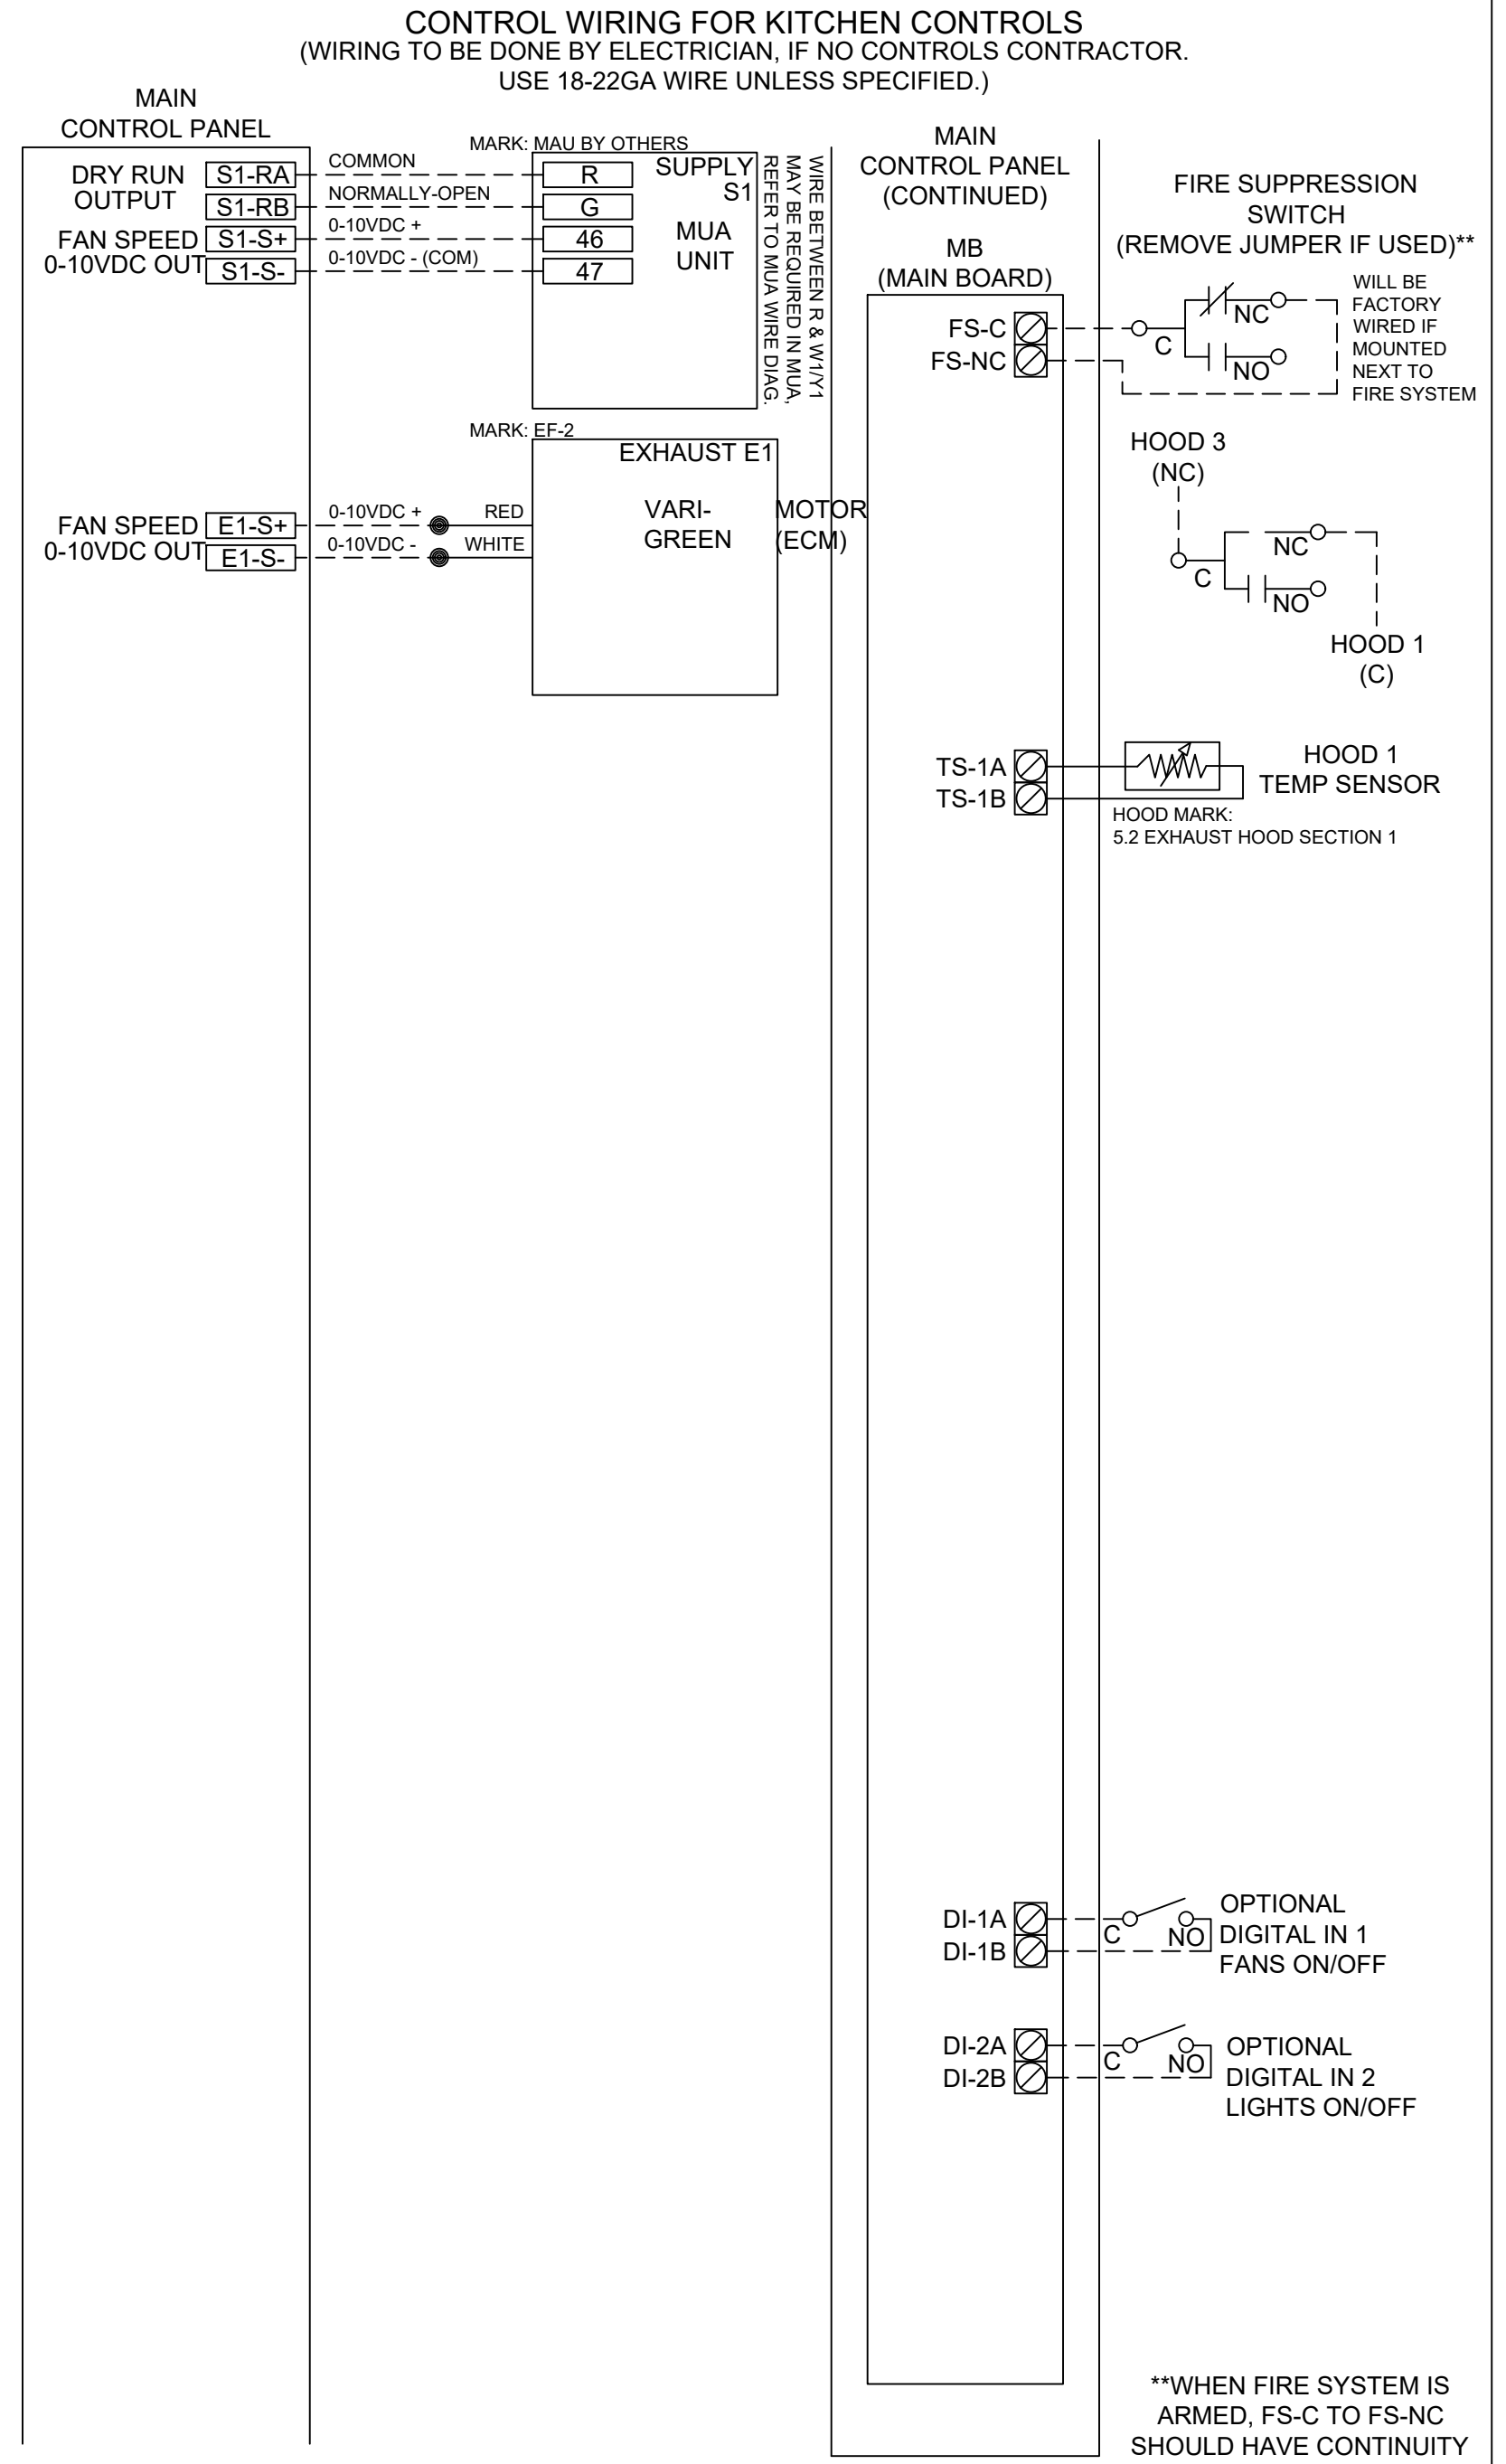 CONTROL WIRING FOR KITCHEN CONTROLS
(WIRING TO BE DONE BY ELECTRICIAN, IF NO CONTROLS CONTRACTOR.
USE 18-22GA WIRE UNLESS SPECIFIED.)
MAIN
CONTROL PANEL
DRY RUN
OUTPUT
S1-RA
S1-RB
FAN SPEED
0-10VDC OUT
S1-S+
S1-S-
COMMON
NORMALLY-OPEN
0-10VDC +
0-10VDC - (COM)
MARK: MAU BY OTHERS
R
G
46
47
SUPPLY
S1
MUA
UNIT
WIRE BETWEEN R & W1/Y1
MAY BE REQUIRED IN MUA,
REFER TO MUA WIRE DIAG.
FAN SPEED
0-10VDC OUT
E1-S+
E1-S-
0-10VDC +
0-10VDC -
RED
WHITE
MARK: EF-2
EXHAUST E1
VARI-
GREEN
MOTOR
(ECM)
MAIN
CONTROL PANEL
(CONTINUED)
MB
(MAIN BOARD)
FS-C
FS-NC
FIRE SUPPRESSION
SWITCH
(REMOVE JUMPER IF USED)**
C
NC
NO
WILL BE
FACTORY
WIRED IF
MOUNTED
NEXT TO
FIRE SYSTEM
HOOD 3
(NC)
C
NC
NO
HOOD 1
(C)
TS-1A
TS-1B
HOOD 1
TEMP SENSOR
HOOD MARK:
5.2 EXHAUST HOOD SECTION 1
DI-1A
DI-1B
C
NO
OPTIONAL
DIGITAL IN 1
FANS ON/OFF
DI-2A
DI-2B
C
NO
OPTIONAL
DIGITAL IN 2
LIGHTS ON/OFF
**WHEN FIRE SYSTEM IS
ARMED, FS-C TO FS-NC
SHOULD HAVE CONTINUITY